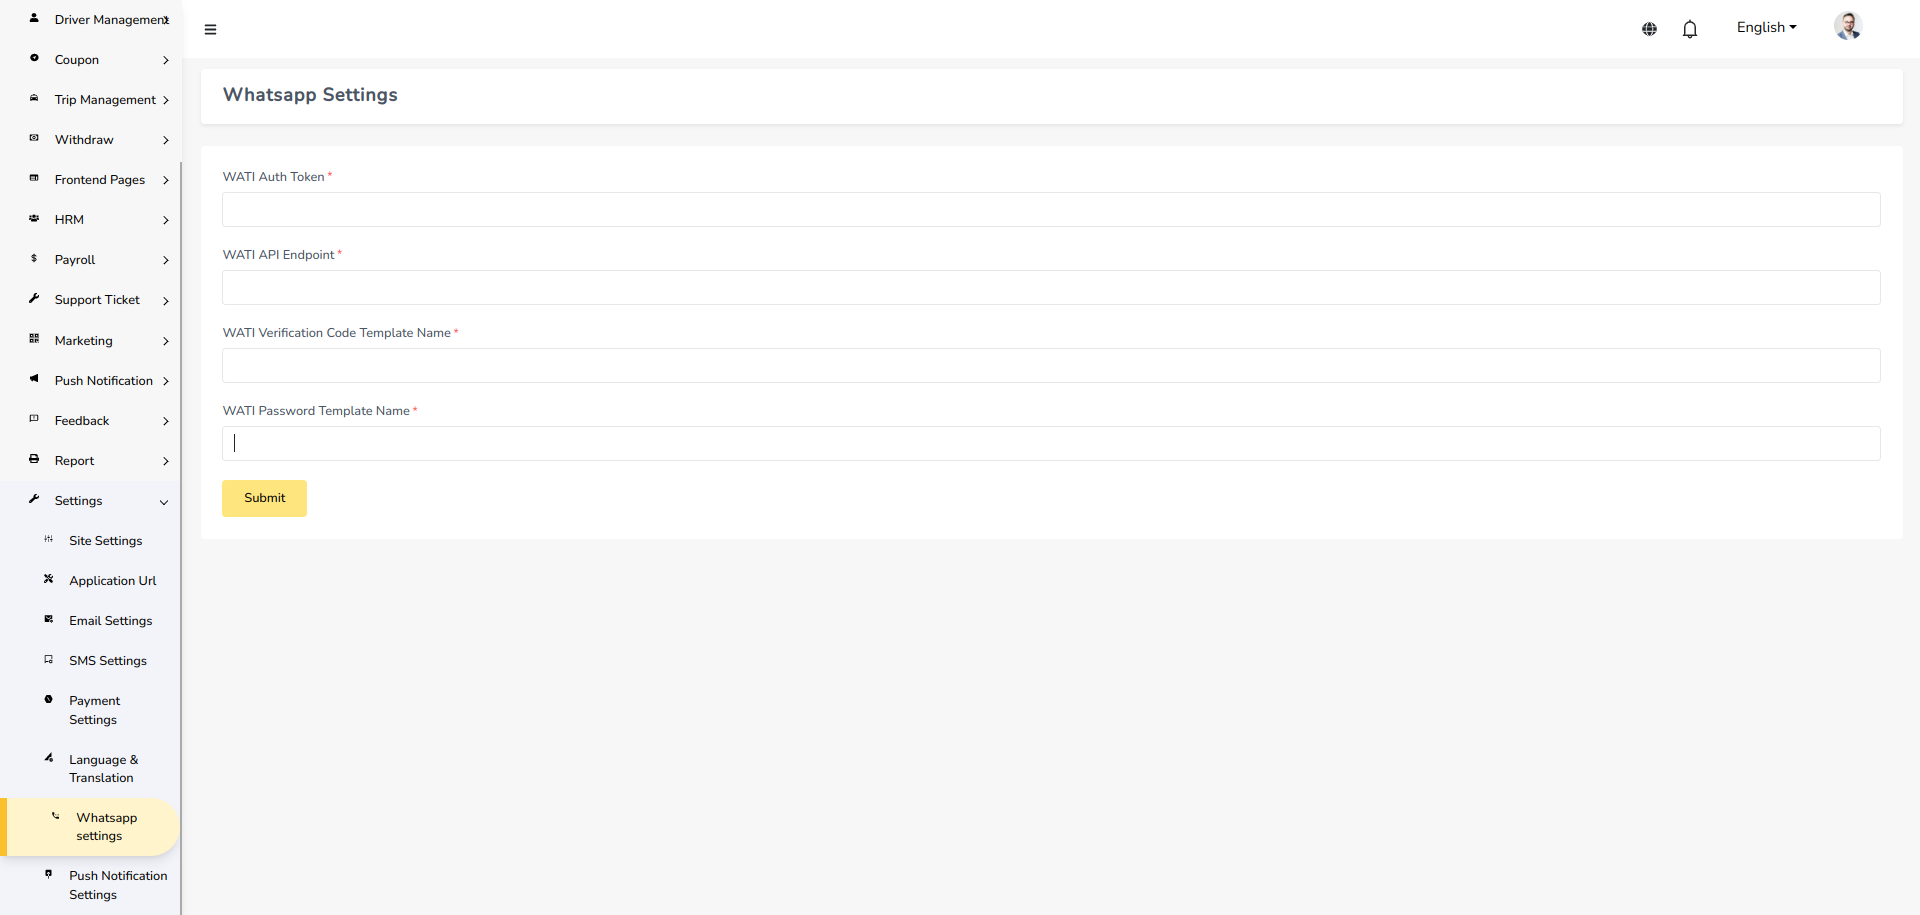 Driver Management
Coupon
Trip Management
Withdraw
Frontend Pages
HRM
Payroll
Support Ticket
Marketing
Push Notification
Feedback
Report
Settings
Site Settings
Application Url
Email Settings
SMS Settings
Payment
Settings
Language &
Translation
Whatsapp
settings
Push Notification
Settings
English
Whatsapp Settings
WATI Auth Token *
WATI API Endpoint *
WATI Verification Code Template Name *
WATI Password Template Name *
Submit